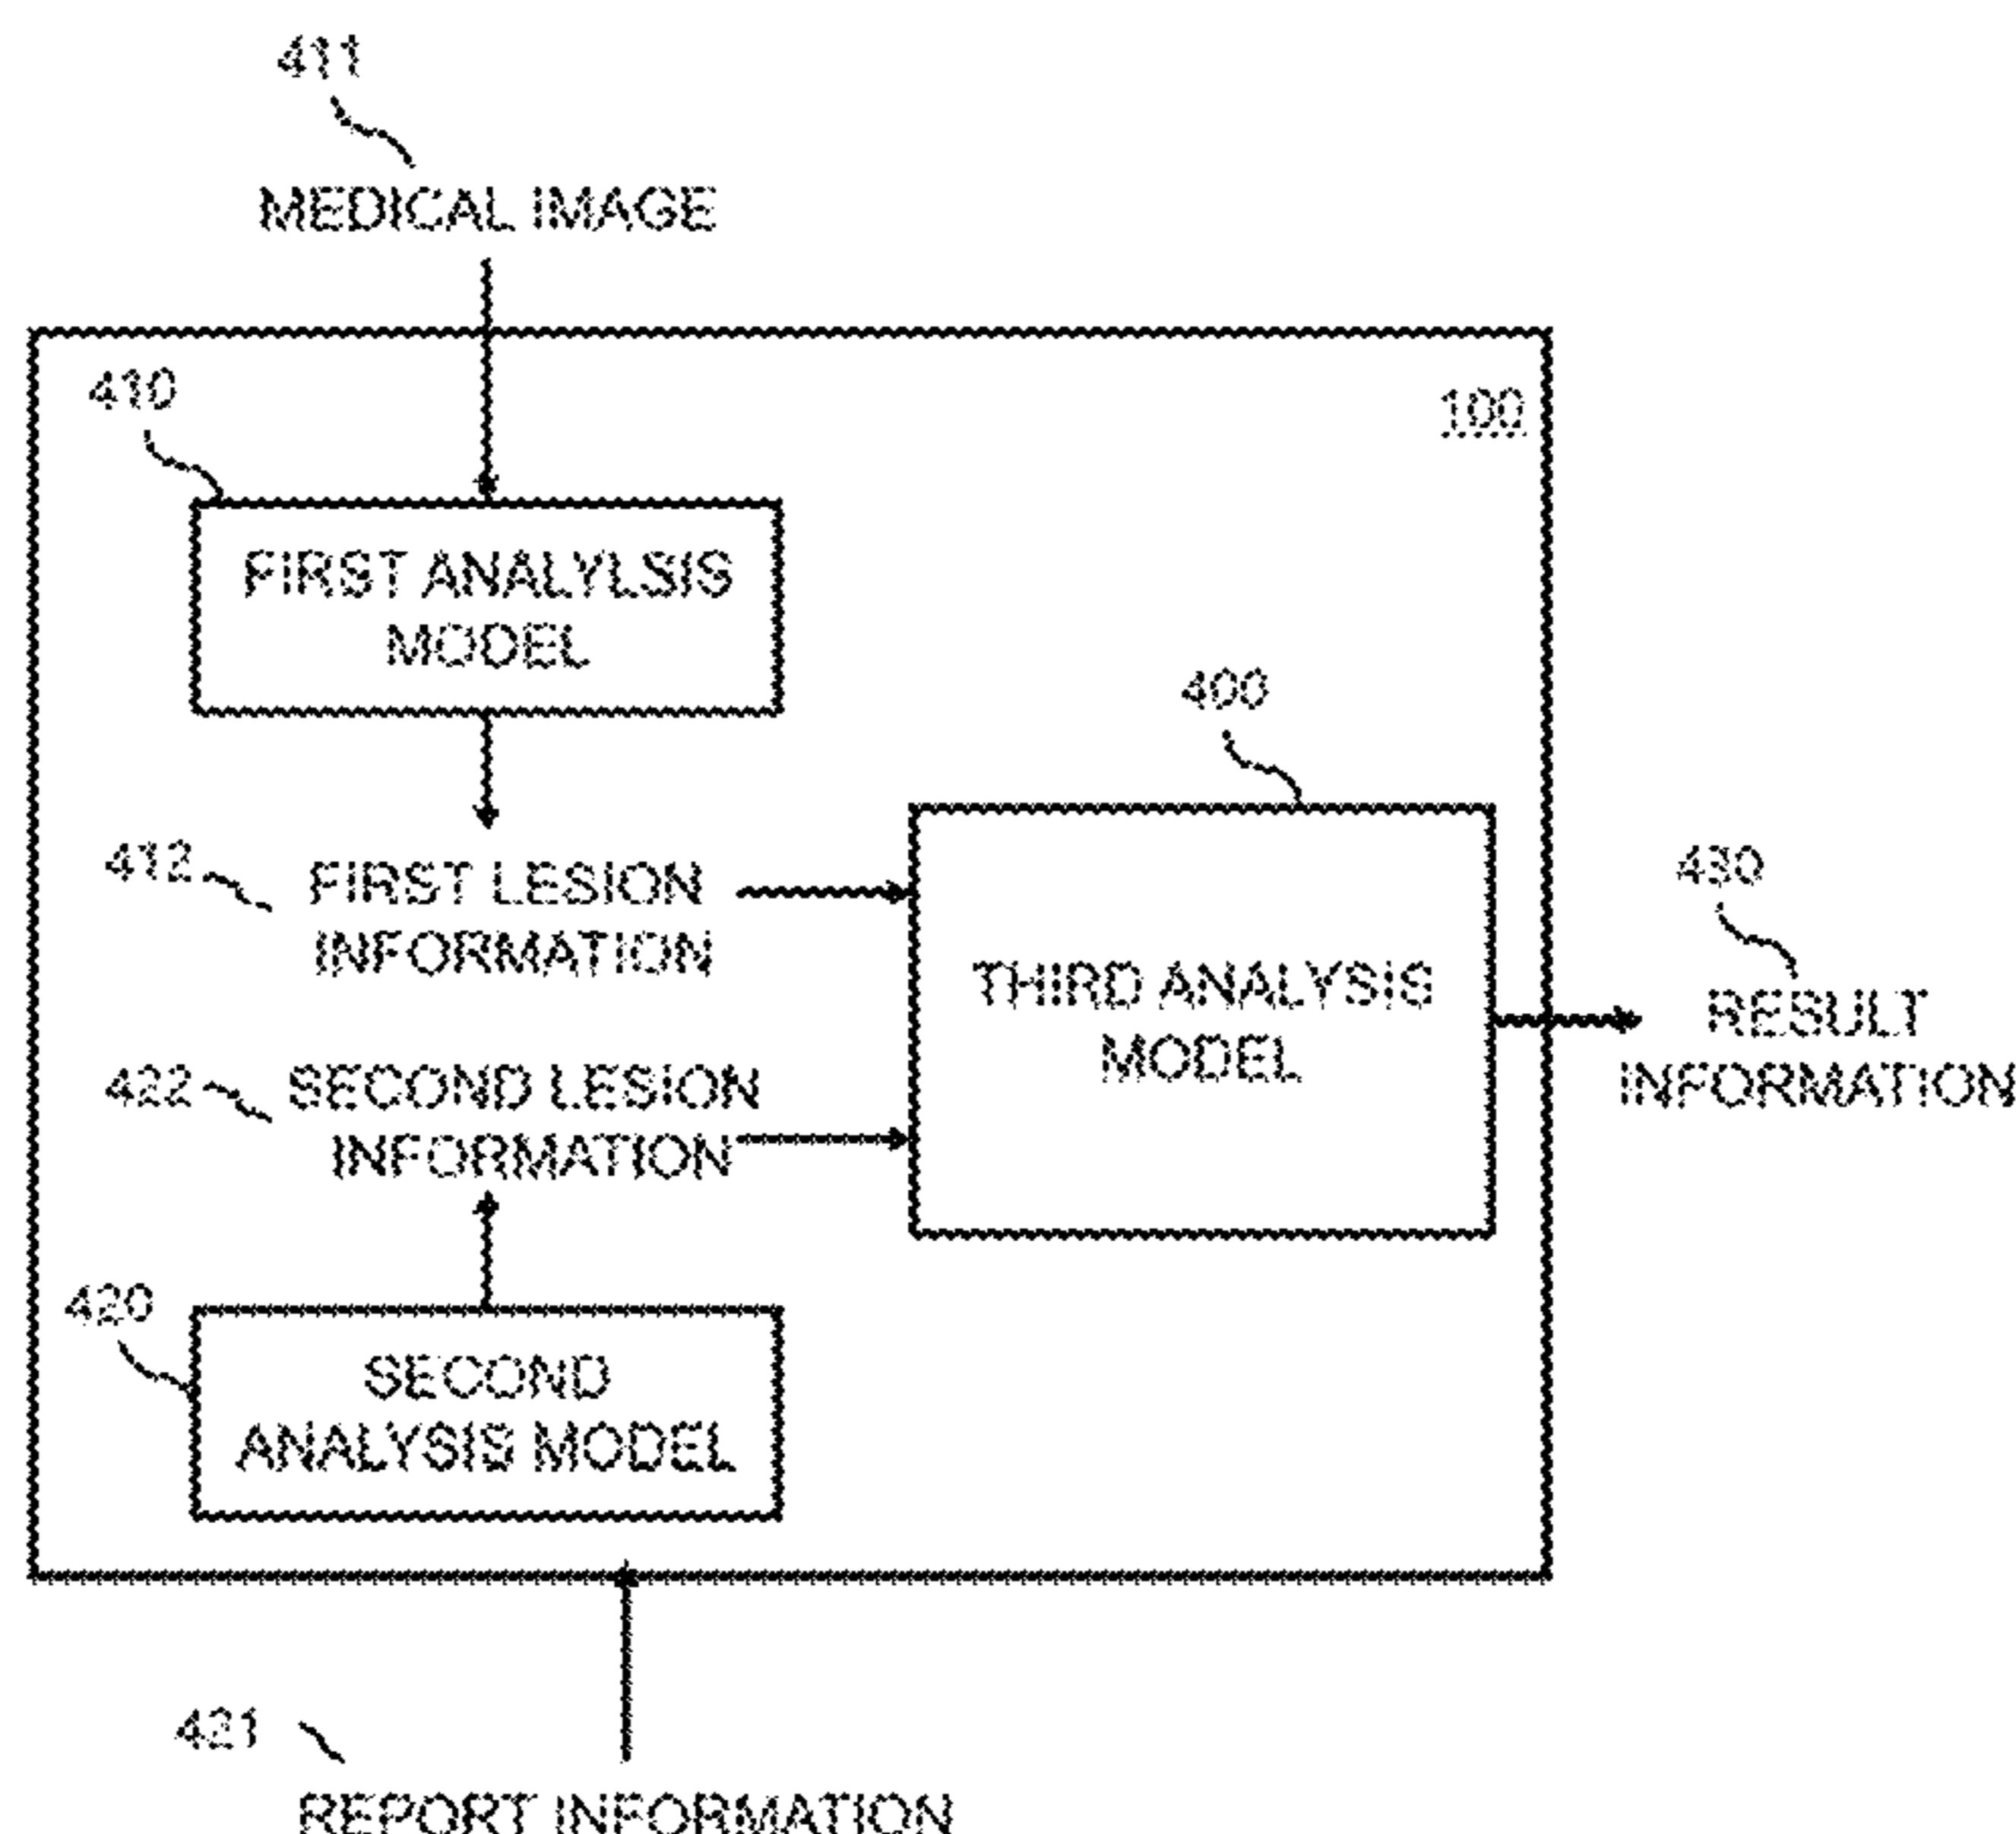 411
MEDICAL IMAGE
410
100
FIRST ANALYLSIS
MODEL
400
412
FIRST LESION
INFORMATION
430
THIRD ANALYSIS
MODEL
RESULT
INFORMATION
422
SECOND LESION
INFORMATION
420
SECOND
ANALYSIS MODEL
421
REPORT INFORMATION